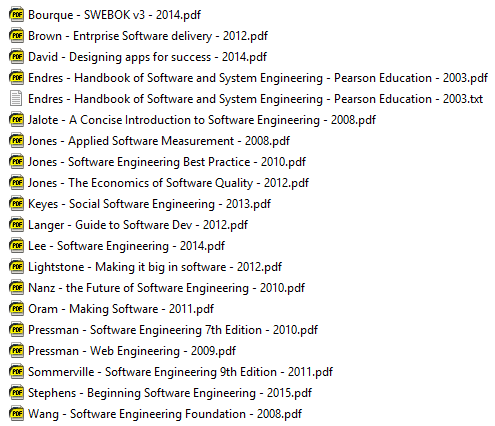 Bourque - SWEBOK v3 - 2014.pdf
Brown - Entrprise Software delivery - 2012.pdf
David - Designing apps for success - 2014.pdf
Endres - Handbook of Software and System Engineering - Pearson Education - 2003.pdf
Endres - Handbook of Software and System Engineering - Pearson Education - 2003.txt
Jalote - A Concise Introduction to Software Engineering - 2008.pdf
Jones - Applied Software Measurement - 2008.pdf
Jones - Software Engineering Best Practice - 2010.pdf
Jones - The Economics of Software Quality - 2012.pdf
Keyes - Social Software Engineering - 2013.pdf
Langer - Guide to Software Dev - 2012.pdf
Lee - Software Engineering - 2014.pdf
Lightstone - Making it big in software - 2012.pdf
Nanz - the Future of Software Engineering - 2010.pdf
Oram - Making Software - 2011.pdf
Pressman - Software Engineering 7th Edition - 2010.pdf
Pressman - Web Engineering - 2009.pdf
Sommerville - Software Engineering 9th Edition - 2011.pdf
Stephens - Beginning Software Engineering - 2015.pdf
Wang - Software Engineering Foundation - 2008.pdf